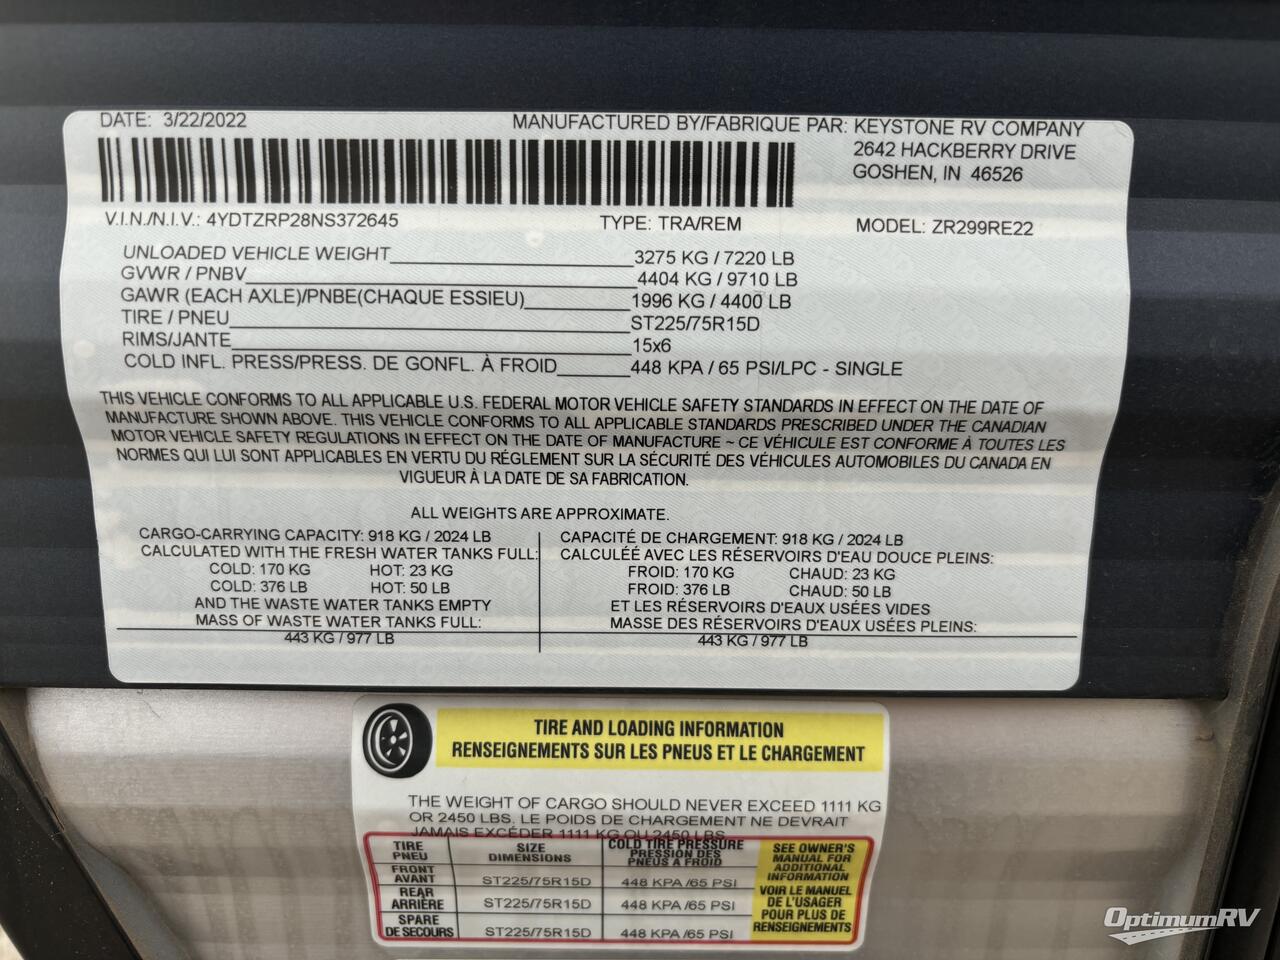 DATE: 3/22/2022
MANUFACTURED BY/FABRIQUE PAR: KEYSTONE RV COMPANY
2642 HACKBERRY DRIVE
GOSHEN, IN 46526
V.I.N./N.I.V.: 4YDTZRP28NS372645 TYPE: TRA/REM MODEL: ZR299RE22
UNLOADED VEHICLE WEIGHT 3275 KG / 7220 LB
GVWR / PNBV 4404 KG / 9710 LB
GAWR (EACH AXLE)/PNBE(CHAQUE ESSIEU) 1996 KG / 4400 LB
TIRE / PNEU ST225/75R15D
RIMS/JANTE 15x6
COLD INFL. PRESS/PRESS. DE GONFL. À FROID 448 KPA / 65 PSI/LPC - SINGLE
THIS VEHICLE CONFORMS TO ALL APPLICABLE U.S. FEDERAL MOTOR VEHICLE SAFETY STANDARDS IN EFFECT ON THE DATE OF
MANUFACTURE SHOWN ABOVE. THIS VEHICLE CONFORMS TO ALL APPLICABLE STANDARDS PRESCRIBED UNDER THE CANADIAN
MOTOR VEHICLE SAFETY REGULATIONS IN EFFECT ON THE DATE OF MANUFACTURE ~ CE VÉHICULE EST CONFORME À TOUTES LES
NORMES QUI LUI SONT APPLICABLES EN VERTU DU RÉGLEMENT SUR LA SÉCURITÉ DES VÉHICULES AUTOMOBILES DU CANADA EN
VIGUEUR À LA DATE DE SA FABRICATION.
ALL WEIGHTS ARE APPROXIMATE.
CARGO-CARRYING CAPACITY: 918 KG / 2024 LB
CALCULATED WITH THE FRESH WATER TANKS FULL:
COLD: 170 KG HOT: 23 KG
COLD: 376 LB HOT: 50 LB
AND THE WASTE WATER TANKS EMPTY
MASS OF WASTE WATER TANKS FULL:
443 KG / 977 LB
CAPACITÉ DE CHARGEMENT: 918 KG / 2024 LB
CALCULÉE AVEC LES RÉSERVOIRS D'EAU DOUCE PLEINS:
FROID: 170 KG CHAUD: 23 KG
FROID: 376 LB CHAUD: 50 LB
ET LES RÉSERVOIRS D'EAUX USÉES VIDES
MASSE DES RÉSERVOIRS D'EAUX USÉES PLEINS:
443 KG / 977 LB
TIRE AND LOADING INFORMATION
RENSEIGNEMENTS SUR LES PNEUS ET LE CHARGEMENT
THE WEIGHT OF CARGO SHOULD NEVER EXCEED 1111 KG
OR 2450 LBS. LE POIDS DE CHARGEMENT NE DEVRAIT
JAMAIS EXCÉDER 1111 KG OU 2450 LBS
TIRE SIZE COLD TIRE PRESSURE
PNEU DIMENSIONS PRESSION DES
PNEUS A FROID
FRONT
AVANT ST225/75R15D 448 KPA /65 PSI
REAR
ARRIÈRE ST225/75R15D 448 KPA /65 PSI
SPARE
DE SECOURS ST225/75R15D 448 KPA /65 PSI
SEE OWNER'S
MANUAL FOR
ADDITIONAL
INFORMATION
VOIR LE MANUEL
DE L'USAGER
POUR PLUS DE
RENSEIGNEMENTS
OptimumRV